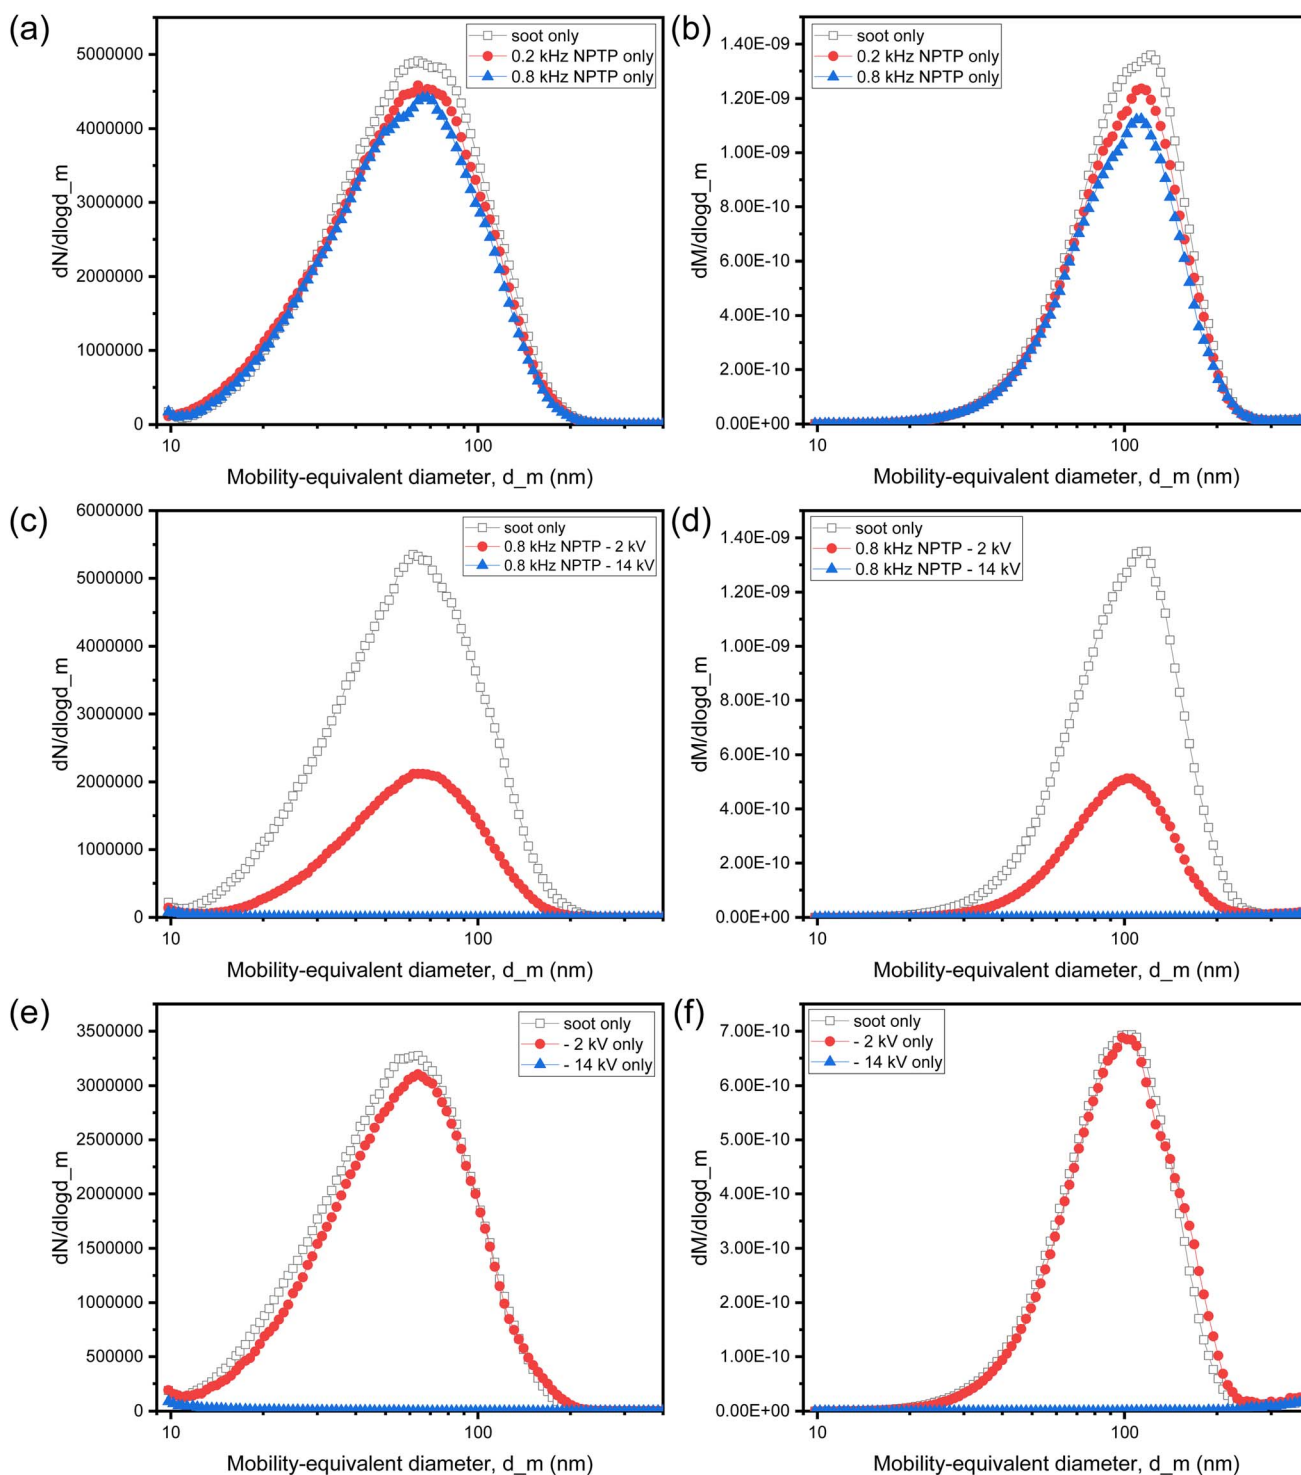 (a)
soot only
0.2 kHz NPTP only
0.8 kHz NPTP only
5000000
4000000
3000000
2000000
1000000
0
dN/dlogd_m
10
100
Mobility-equivalent diameter, d_m (nm)
(b)
soot only
0.2 kHz NPTP only
0.8 kHz NPTP only
1.40E-09
1.20E-09
1.00E-09
8.00E-10
6.00E-10
4.00E-10
2.00E-10
0.00E+00
dM/dlogd_m
10
100
Mobility-equivalent diameter, d_m (nm)
(c)
soot only
0.8 kHz NPTP - 2 kV
0.8 kHz NPTP - 14 kV
6000000
5000000
4000000
3000000
2000000
1000000
0
dN/dlogd_m
10
100
Mobility-equivalent diameter, d_m (nm)
(d)
soot only
0.8 kHz NPTP - 2 kV
0.8 kHz NPTP - 14 kV
1.40E-09
1.20E-09
1.00E-09
8.00E-10
6.00E-10
4.00E-10
2.00E-10
0.00E+00
dM/dlogd_m
10
100
Mobility-equivalent diameter, d_m (nm)
(e)
soot only
- 2 kV only
- 14 kV only
3500000
3000000
2500000
2000000
1500000
1000000
500000
0
dN/dlogd_m
10
100
Mobility-equivalent diameter, d_m (nm)
(f)
soot only
- 2 kV only
- 14 kV only
7.00E-10
6.00E-10
5.00E-10
4.00E-10
3.00E-10
2.00E-10
1.00E-10
0.00E+00
dM/dlogd_m
10
100
Mobility-equivalent diameter, d_m (nm)